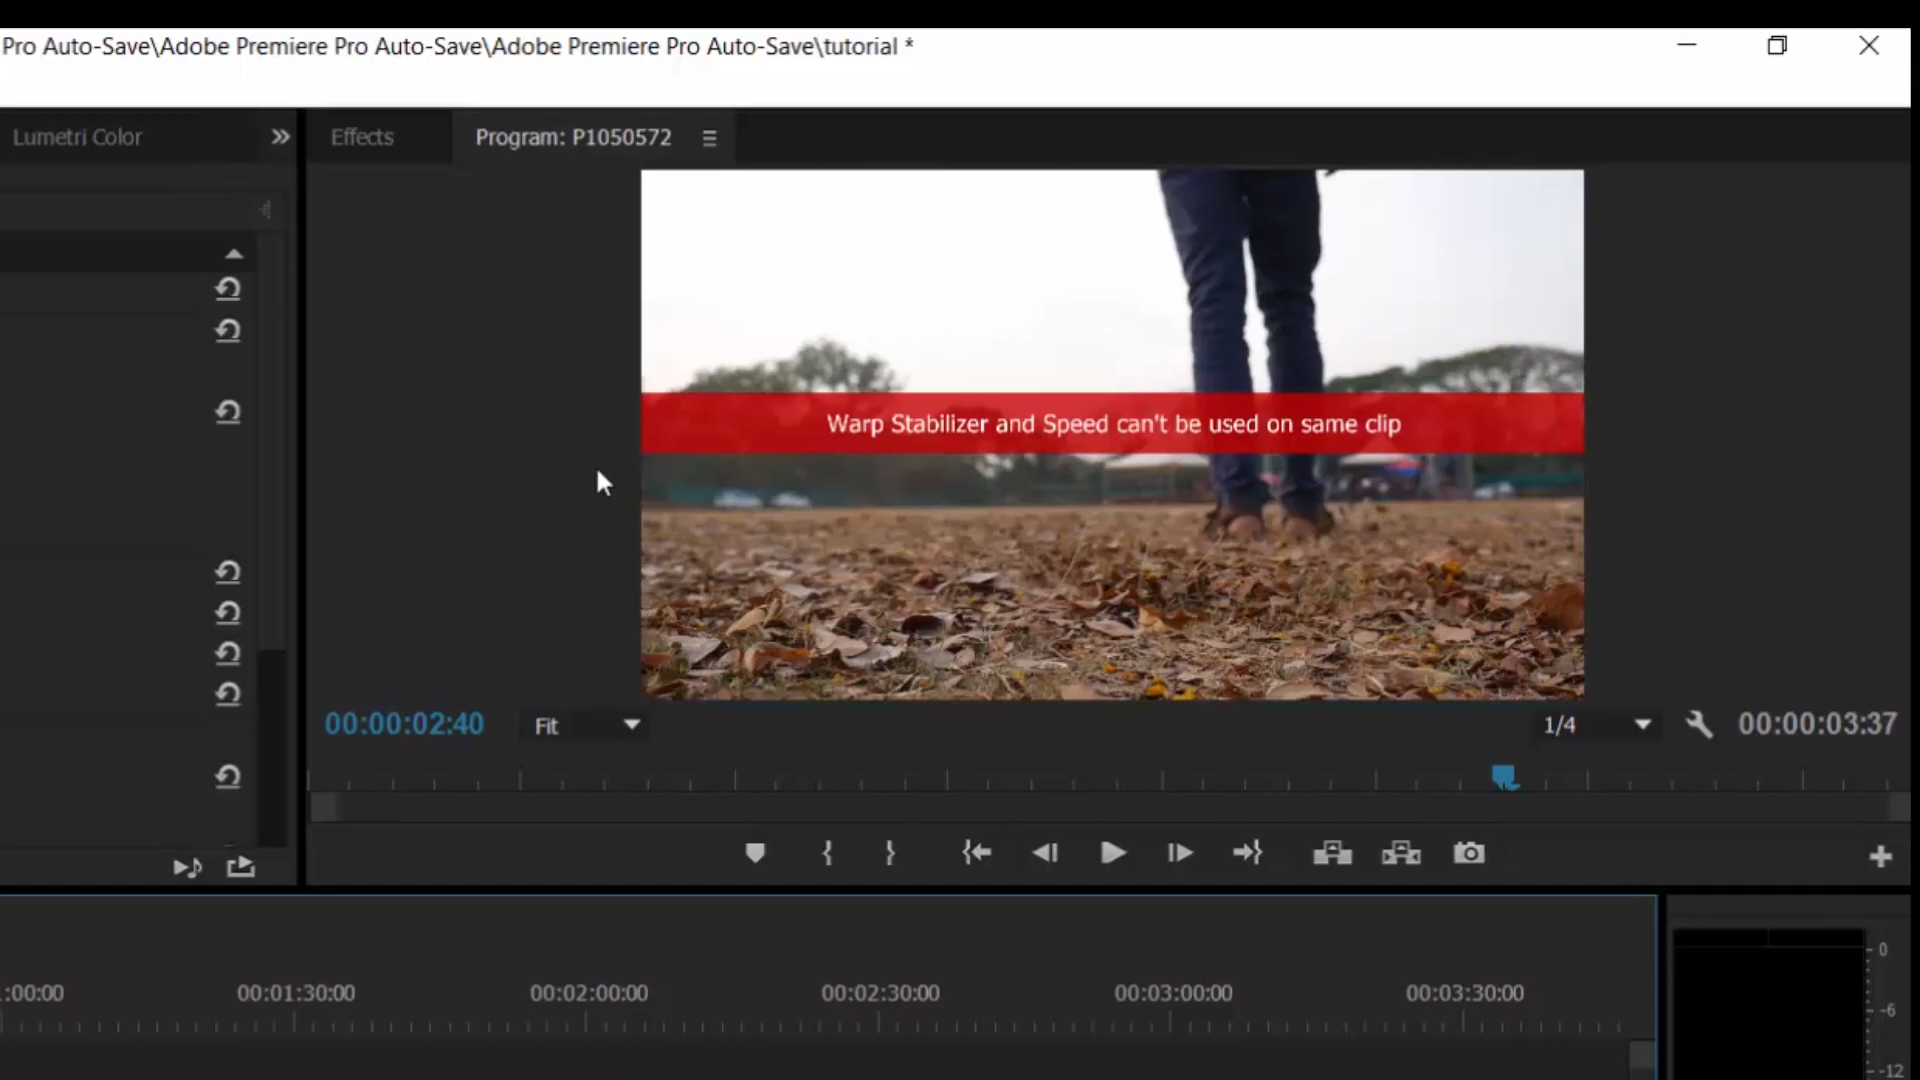 Pro Auto-Save\Adobe Premiere Pro Auto-Save\Adobe Premiere Pro Auto-Save\tutorial *
Lumetri Color
Effects
Program: P1050572
Warp Stabilizer and Speed can't be used on same clip
00:00:02:40
Fit
1/4
00:00:03:37
:00:00
00:01:30:00
00:02:00:00
00:02:30:00
00:03:00:00
00:03:30:00
0
-6
-12